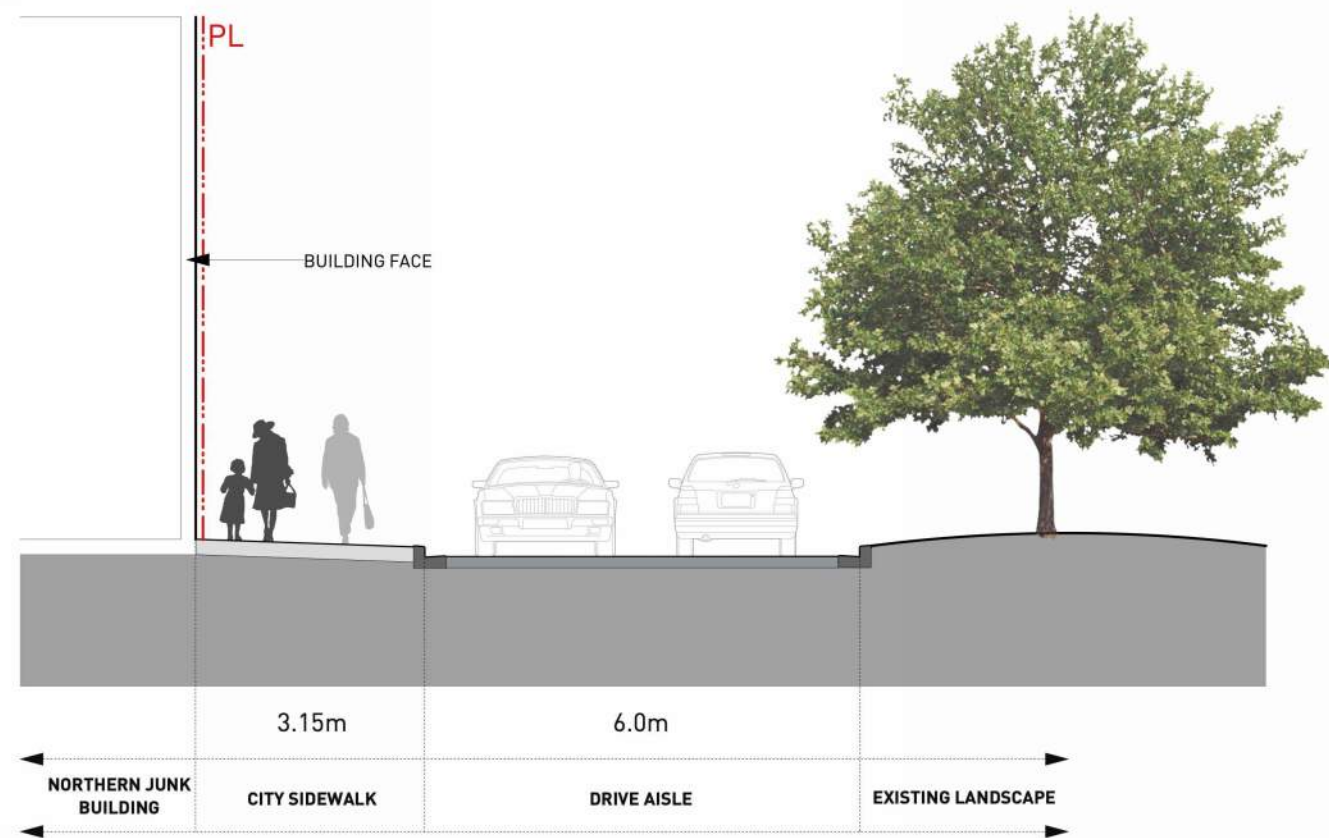 PL
BUILDING FACE
3.15m
6.0m
NORTHERN JUNK
BUILDING
CITY SIDEWALK
DRIVE AISLE
EXISTING LANDSCAPE